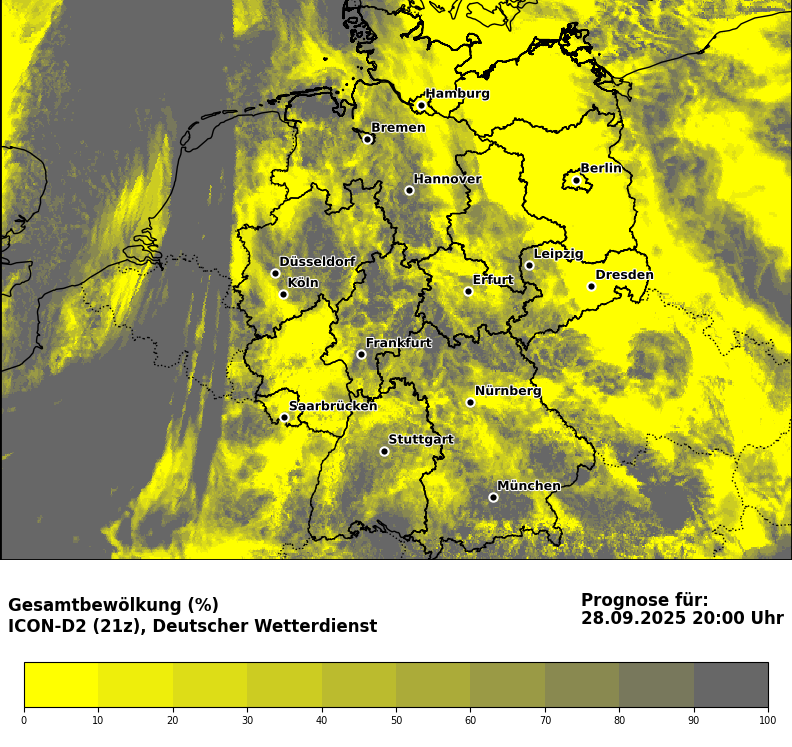 Hamburg
Bremen
Berlin
Hannover
Leipzig
Düsseldorf
Dresden
Köln
Erfurt
Frankfurt
Nürnberg
Saarbrücken
Stuttgart
München
Gesamtbewölkung (%)
ICON-D2 (21z), Deutscher Wetterdienst
Prognose für:
28.09.2025 20:00 Uhr
0 10 20 30 40 50 60 70 80 90 100